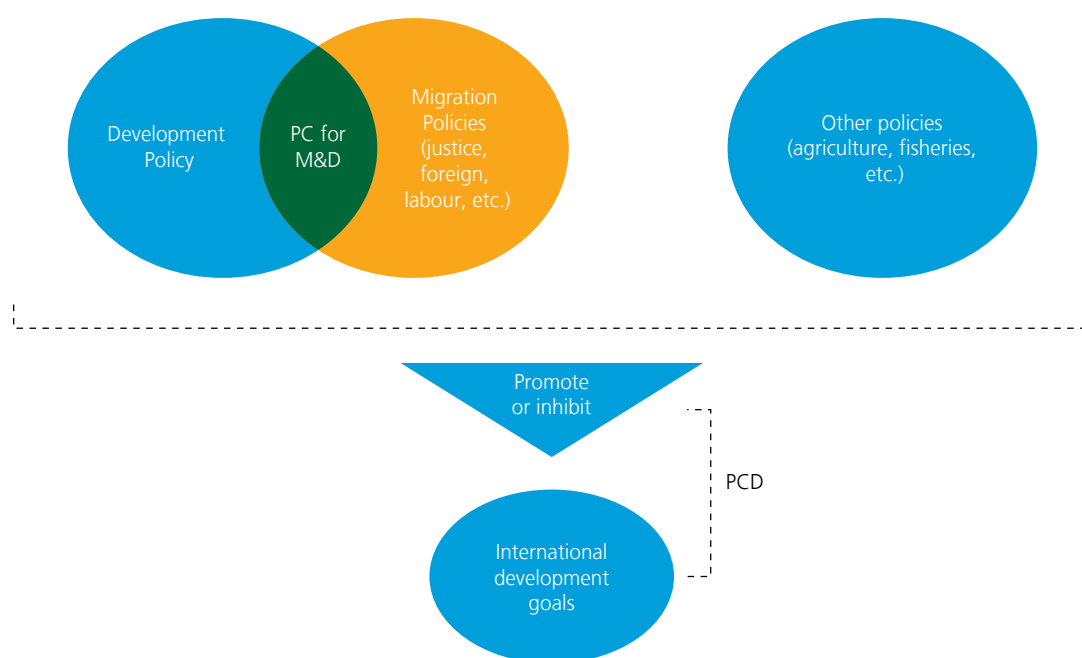 Development
Policy
PC for
M&D
Migration
Policies
(justice,
foreign,
labour, etc.)
Other policies
(agriculture, fisheries,
etc.)
Promote
or inhibit
PCD
International
development
goals